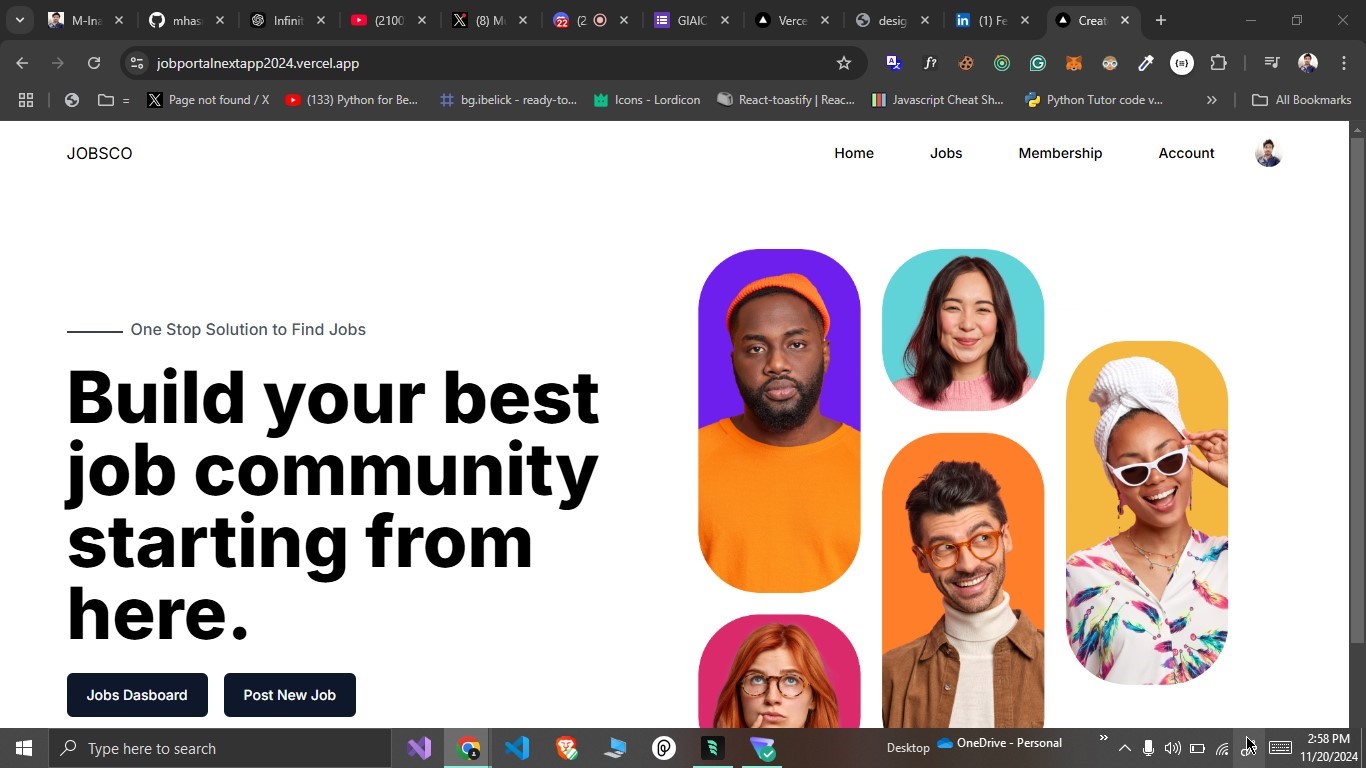 M-Ina
mhas
Infinit
(2100
(8) M
(2
GIAIC
Verce
desig
(1) Fe
Creat
jobportalnextapp2024.vercel.app
=
Page not found / X
(133) Python for Be...
bg.ibelick - ready-to...
Icons - Lordicon
React-toastify | Reac...
Javascript Cheat Sh...
Python Tutor code v...
»
All Bookmarks
JOBSCO
Home
Jobs
Membership
Account
One Stop Solution to Find Jobs
Build your best
job community
starting from
here.
Jobs Dasboard
Post New Job
Type here to search
Desktop
OneDrive - Personal
2:58 PM
11/20/2024